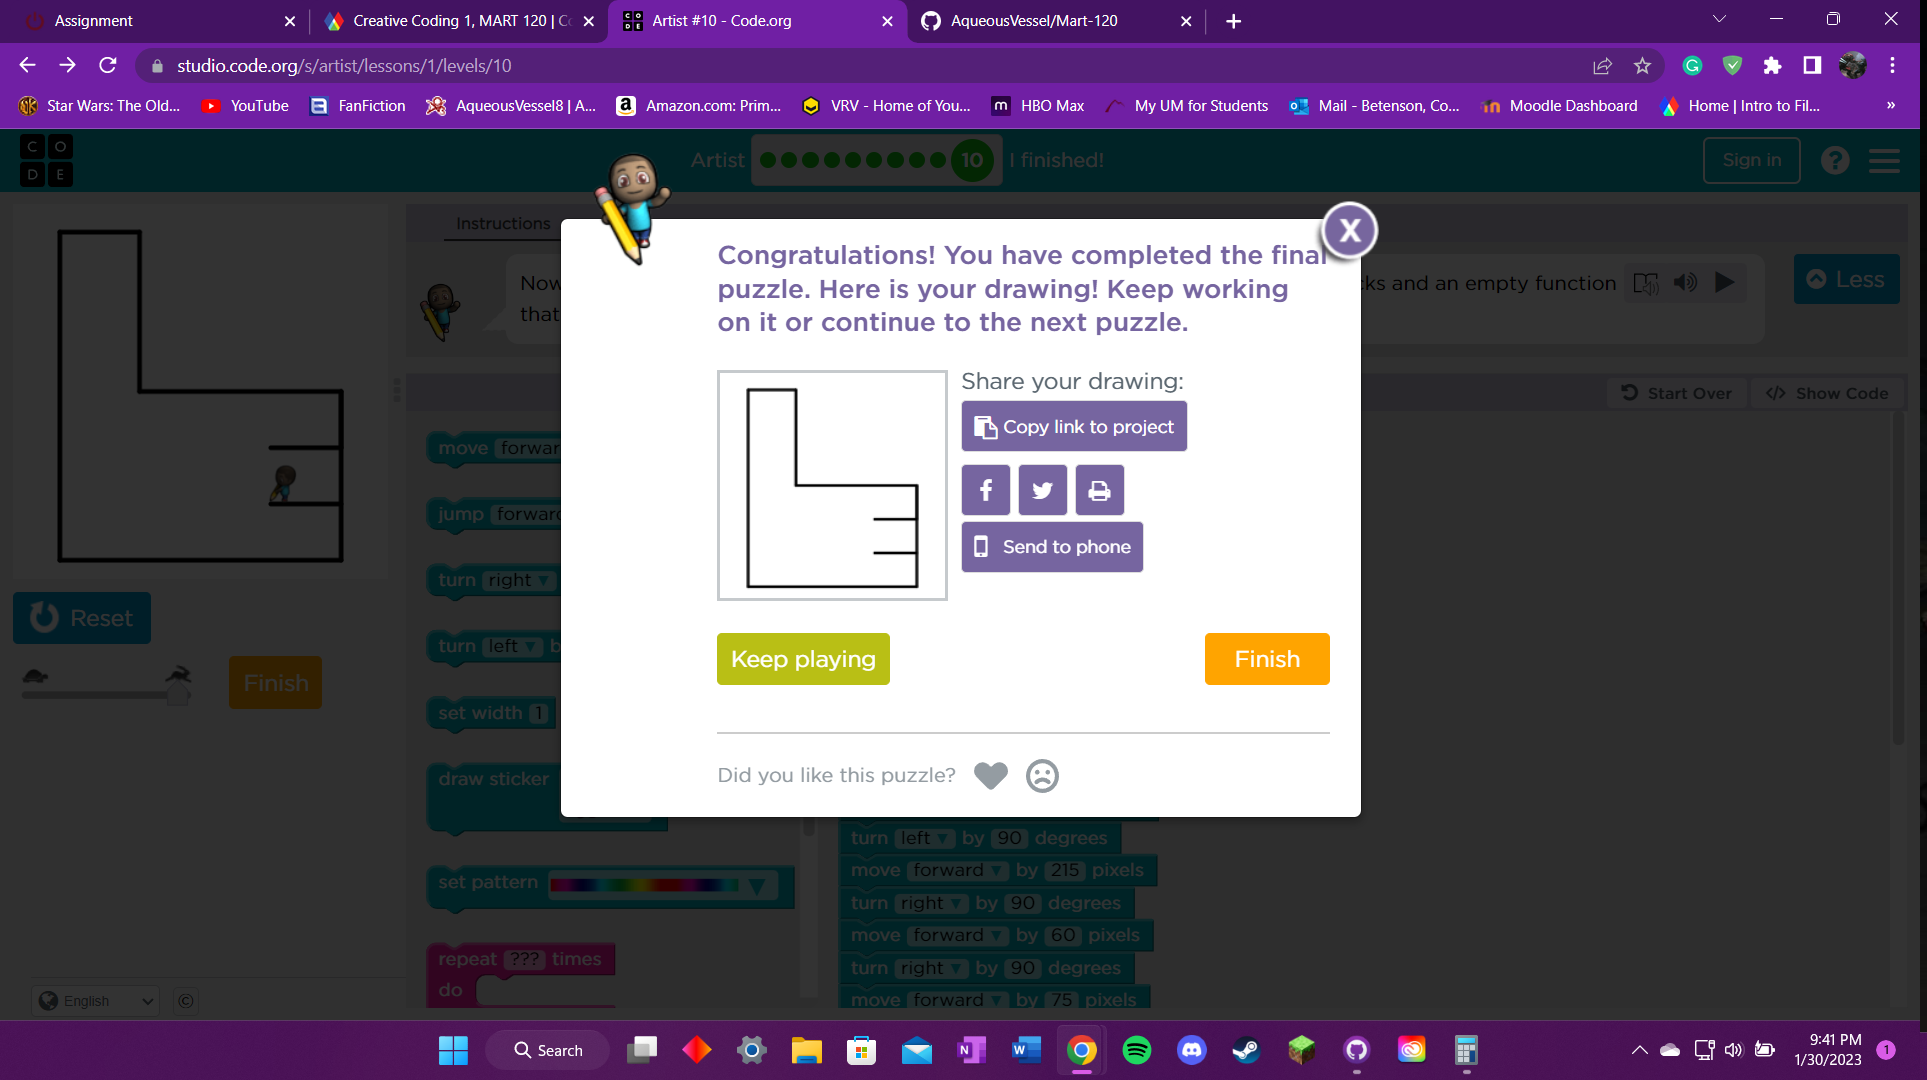 Assignment
Creative Coding 1, MART 120 | Co
Artist #10 - Code.org
AqueousVessel/Mart-120
studio.code.org/s/artist/lessons/1/levels/10
Star Wars: The Old...
YouTube
FanFiction
AqueousVessel8 | A...
Amazon.com: Prim...
VRV - Home of You...
HBO Max
My UM for Students
Mail - Betenson, Co...
Moodle Dashboard
Home | Intro to Fil...
»
C O
D E
Artist
10
I finished!
Sign in
?
Instructions
Now
that
ks and an empty function
Less
Start Over
</> Show Code
X
Congratulations! You have completed the final
puzzle. Here is your drawing! Keep working
on it or continue to the next puzzle.
Share your drawing:
Copy link to project
Send to phone
Keep playing
Finish
Did you like this puzzle?
Reset
Finish
move forwar
jump forward
turn right
turn left b
set width 1
draw sticker
set pattern
repeat ??? times
do
turn left by 90 degrees
move forward by 215 pixels
turn right by 90 degrees
move forward by 60 pixels
turn right by 90 degrees
move forward by 75 pixels
English
©
Search
9:41 PM
1/30/2023
1